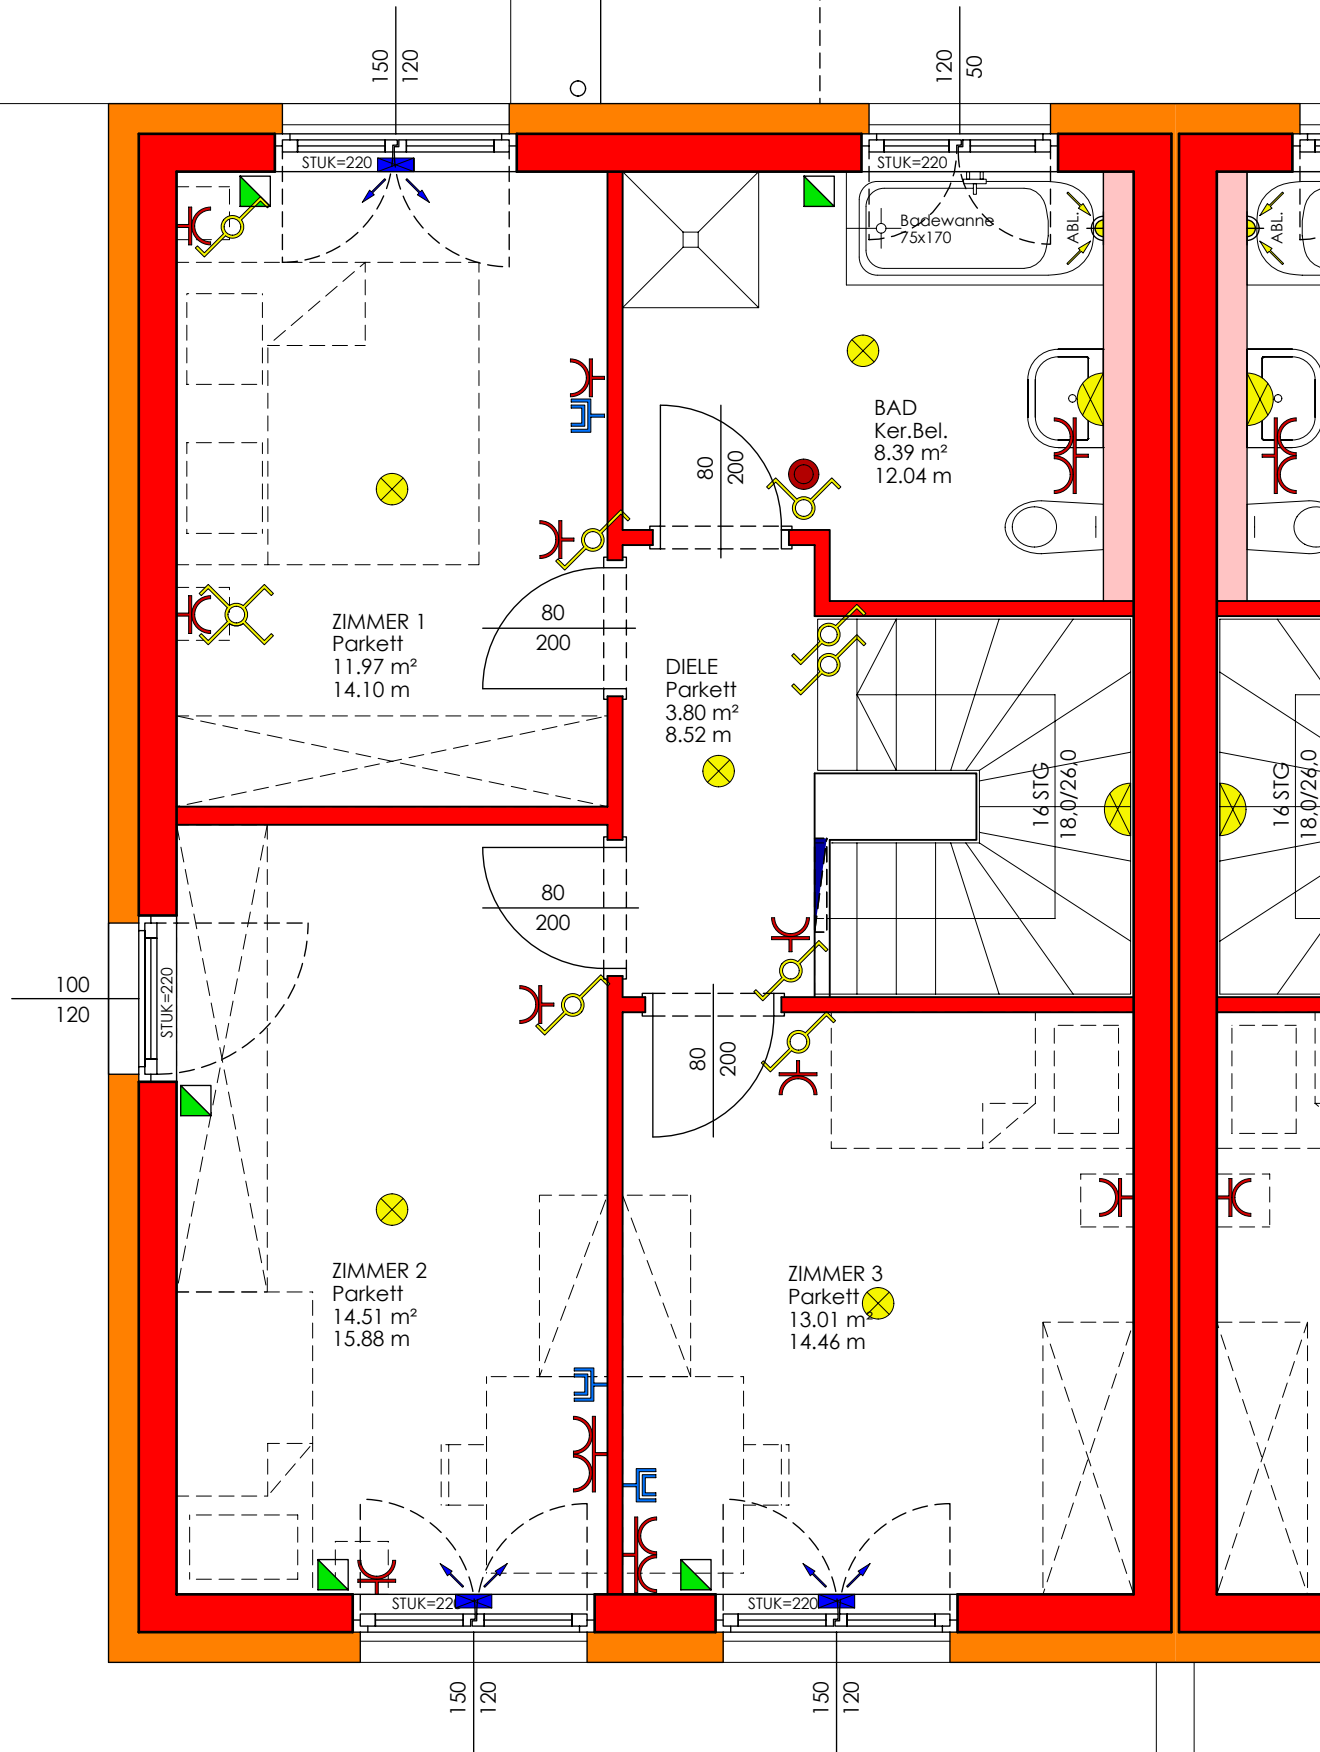 150
120
120
50
STUK=220
STUK=220
Badewanne
75x170
ABL.
ABL.
BAD
Ker.Bel.
8.39 m²
12.04 m
80
200
80
200
ZIMMER 1
Parkett
11.97 m²
14.10 m
DIELE
Parkett
3.80 m²
8.52 m
16 STG
18,0/26,0
16 STG
18,0/26,0
80
200
100
120
STUK=220
80
200
ZIMMER 2
Parkett
14.51 m²
15.88 m
ZIMMER 3
Parkett
13.01 m²
14.46 m
STUK=220
STUK=220
150
120
150
120